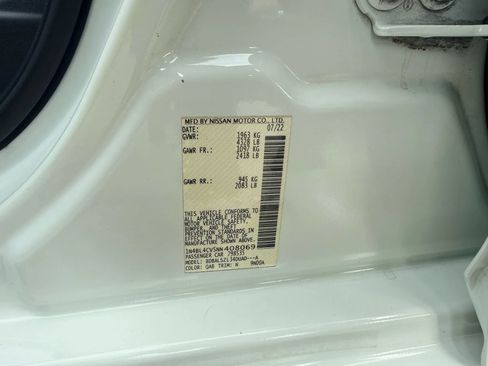 MFD BY NISSAN MOTOR CO., LTD.
DATE: 07/22
GVWR: 1963 KG
4328 LB
GAWR FR.: 1097 KG
2418 LB
GAWR RR.: 945 KG
2083 LB
THIS VEHICLE CONFORMS TO
ALL APPLICABLE FEDERAL
MOTOR VEHICLE SAFETY,
BUMPER, AND THEFT
PREVENTION STANDARDS
IN EFFECT ON THE DATE OF
MANUFACTURE SHOWN ABOVE.
1N4BL4CV5NN408069
PASSENGER CAR 798535
COLOR: QAB TRIM: N